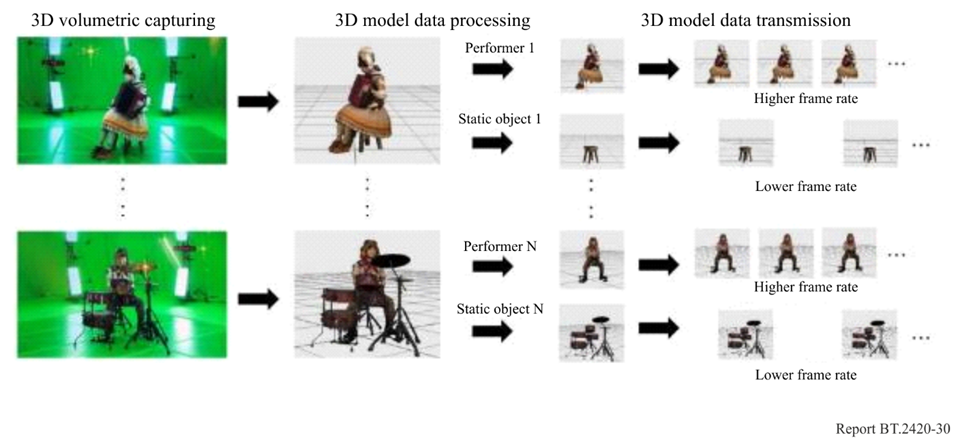 3D volumetric capturing
3D model data processing
3D model data transmission
Performer 1
Higher frame rate
Static object 1
Lower frame rate
Performer N
Higher frame rate
Static object N
Lower frame rate
Report BT.2420-30